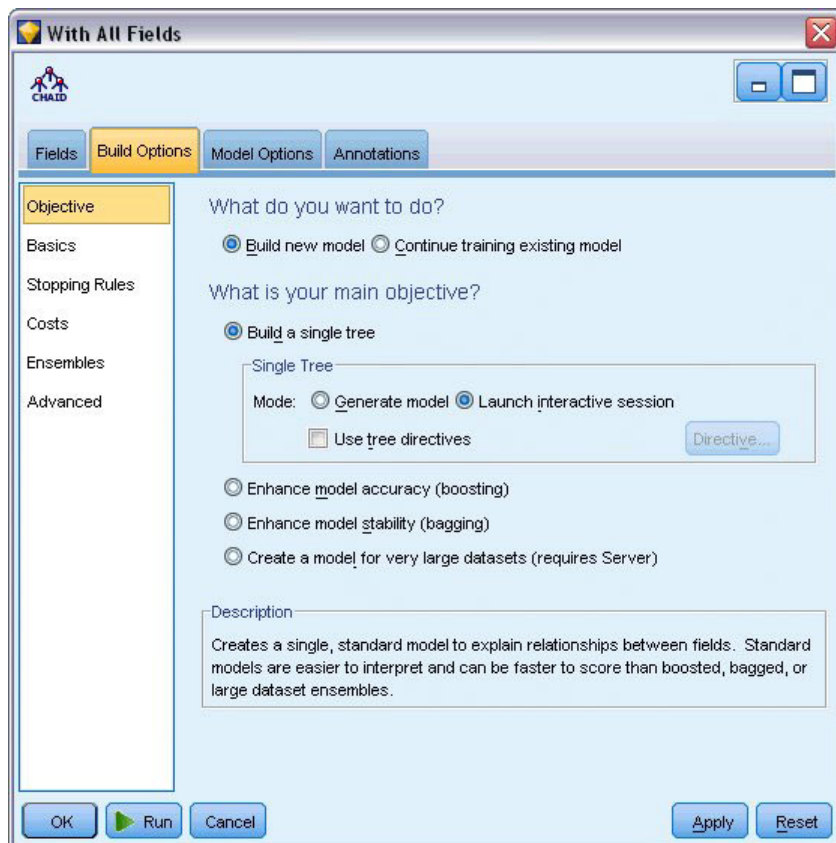 With All Fields
CHAID
Fields Build Options Model Options Annotations
Objective
Basics
Stopping Rules
Costs
Ensembles
Advanced
What do you want to do?
Build new model Continue training existing model
What is your main objective?
Build a single tree
Single Tree
Mode: Generate model Launch interactive session
Use tree directives Directive...
Enhance model accuracy (boosting)
Enhance model stability (bagging)
Create a model for very large datasets (requires Server)
Description
Creates a single, standard model to explain relationships between fields. Standard
models are easier to interpret and can be faster to score than boosted, bagged, or
large dataset ensembles.
OK Run Cancel Apply Reset